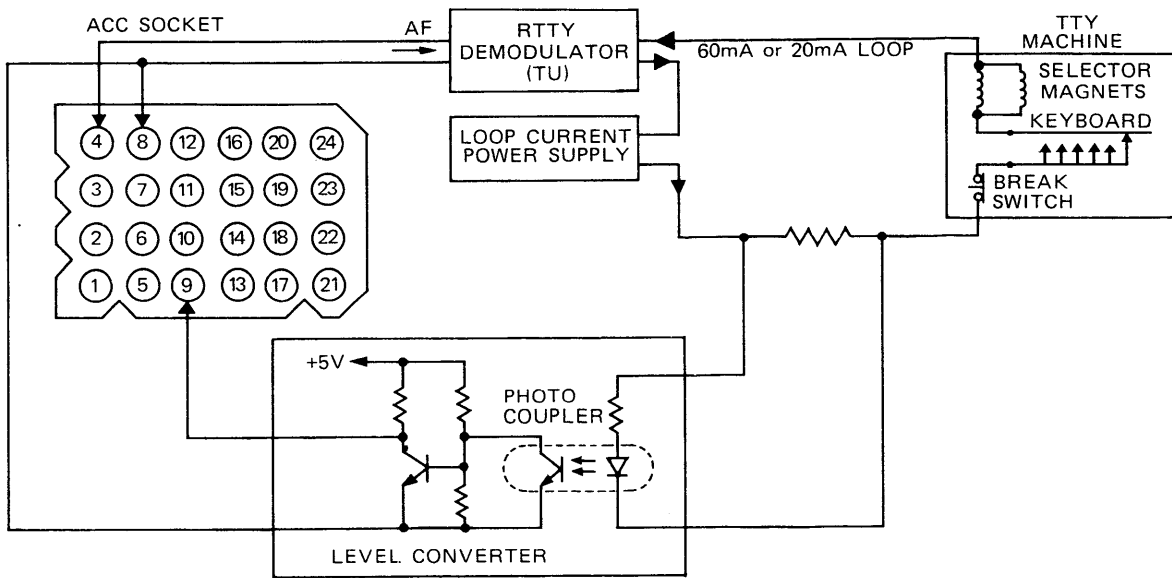 ACC SOCKET
AF
RTTY
DEMODULATOR
(TU)
60mA or 20mA LOOP
TTY
MACHINE
SELECTOR
MAGNETS
KEYBOARD
BREAK
SWITCH
LOOP CURRENT
POWER SUPPLY
4 8 12 16 20 24
3 7 11 15 19 23
2 6 10 14 18 22
1 5 9 13 17 21
+5V
PHOTO
COUPLER
LEVEL. CONVERTER